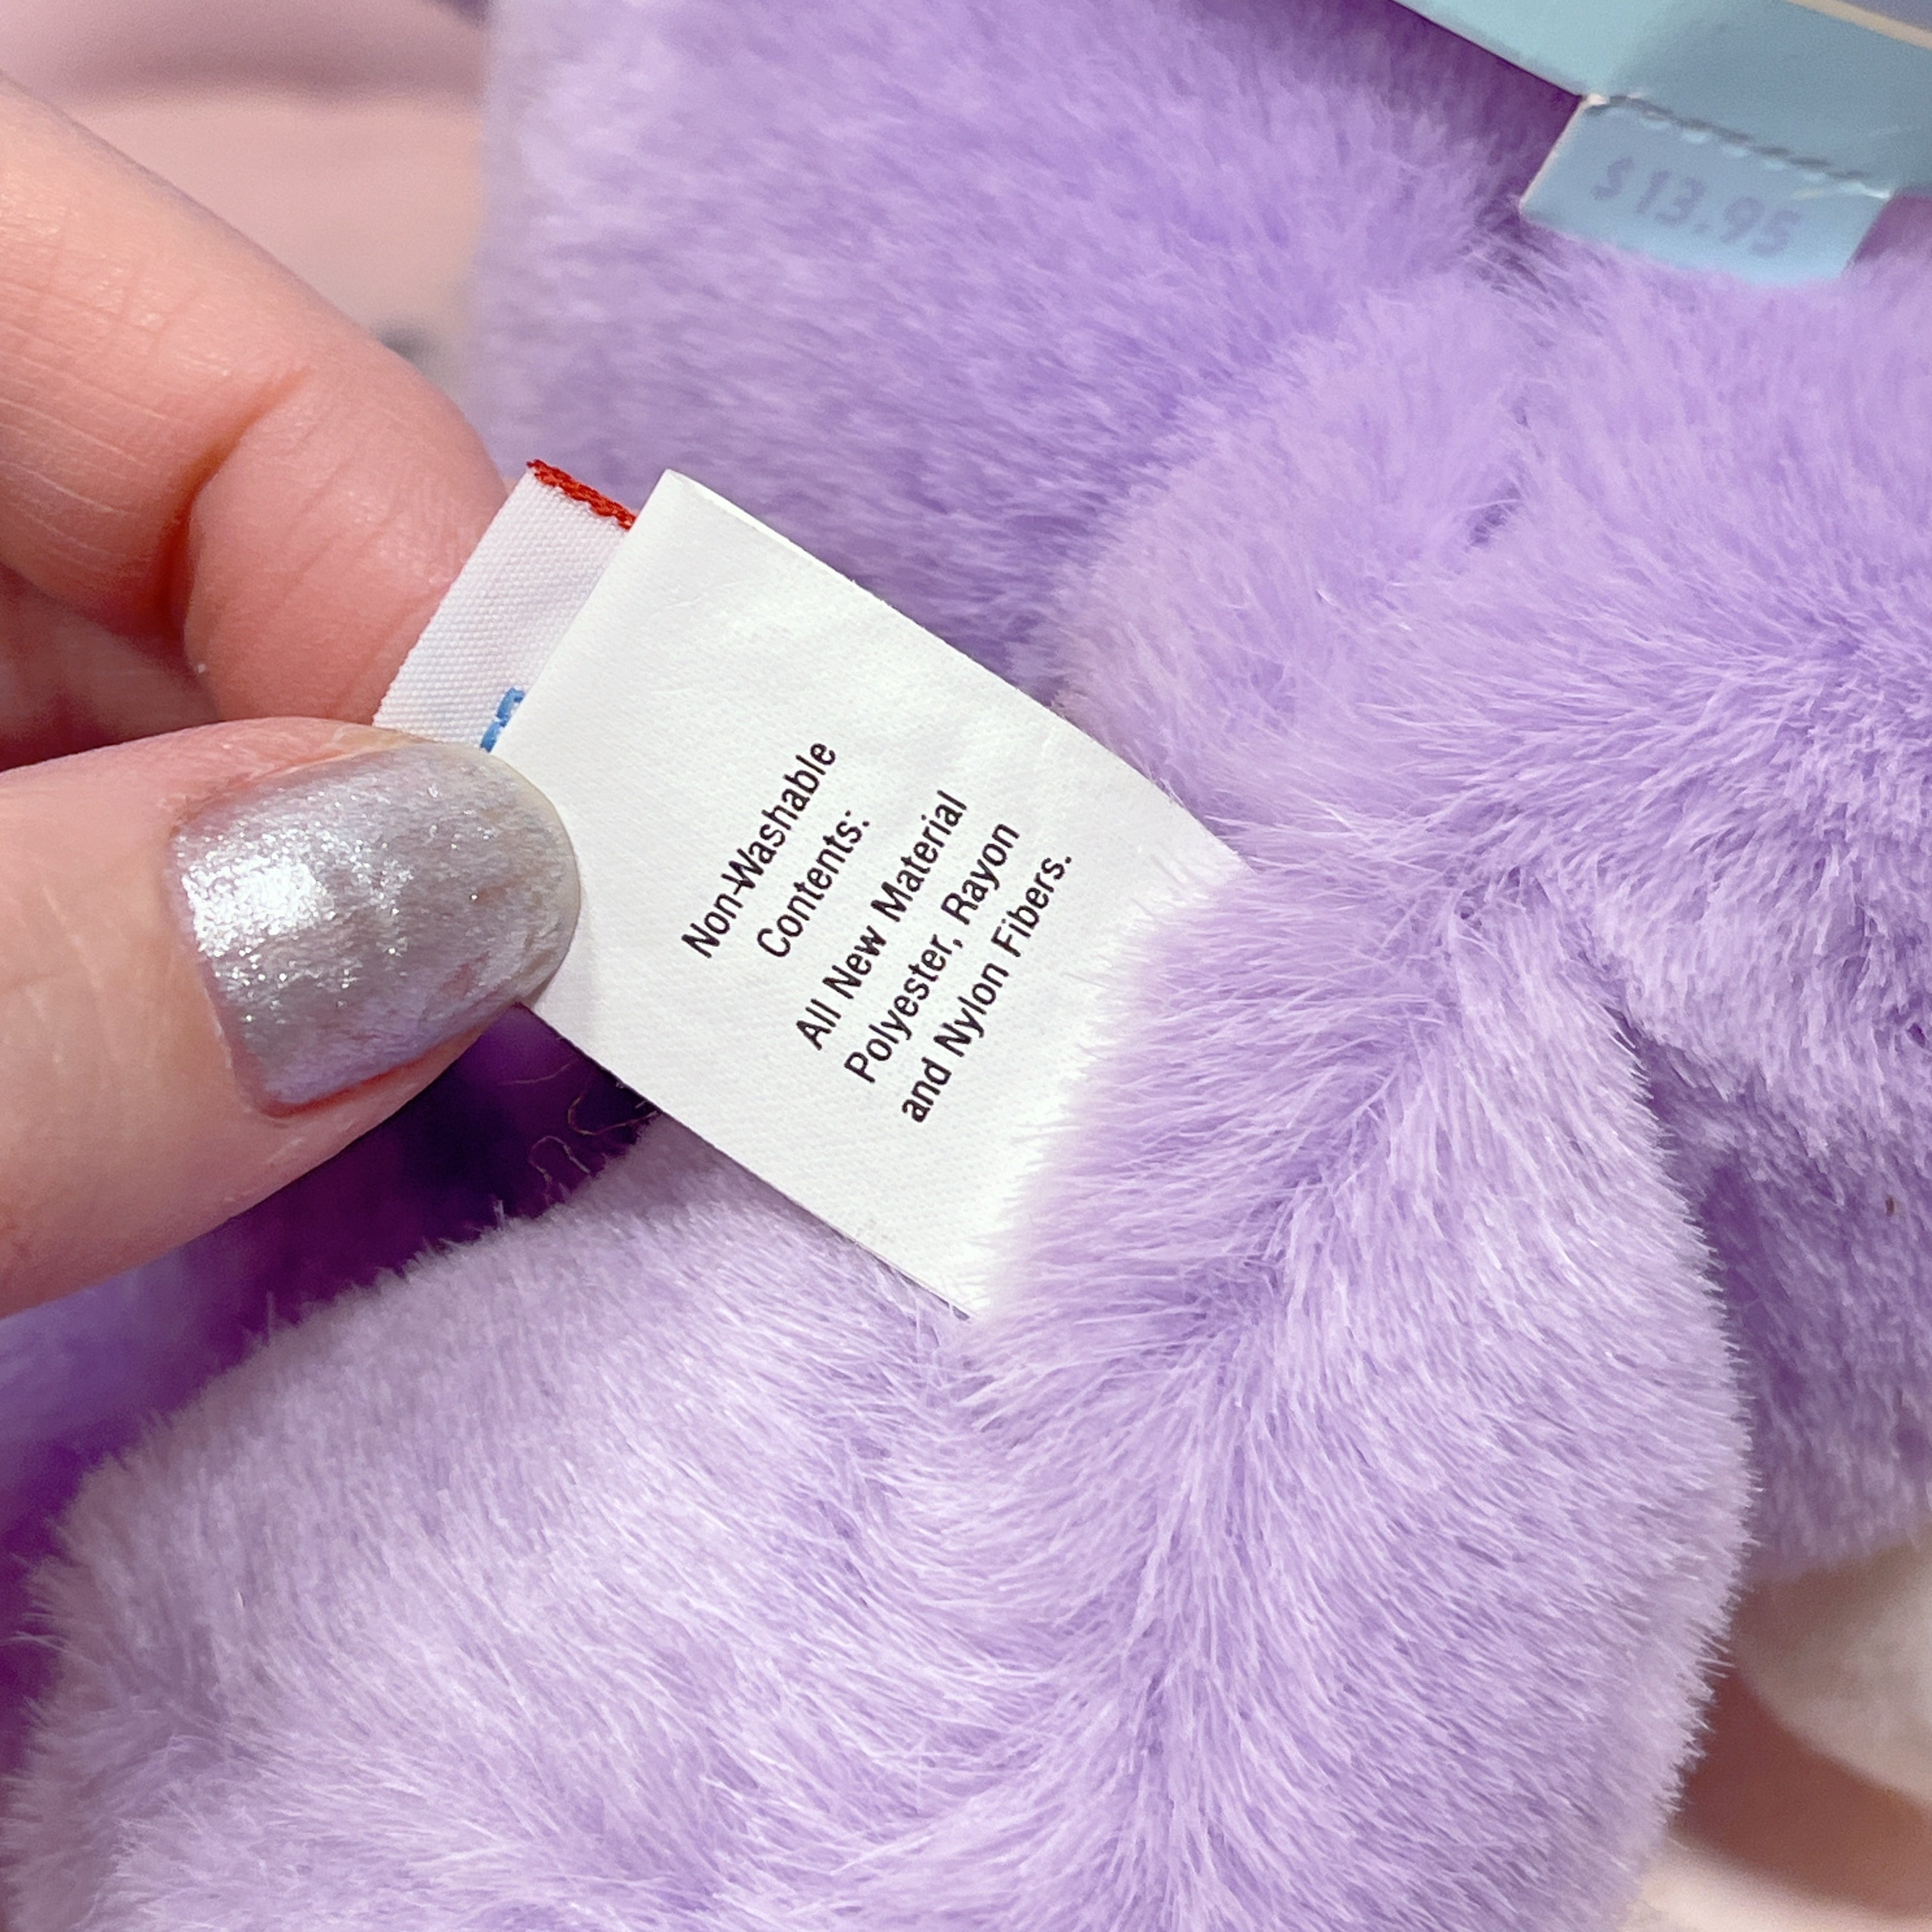 $13.95
Non-Washable
Contents:
All New Material
Polyester, Rayon
and Nylon Fibers.